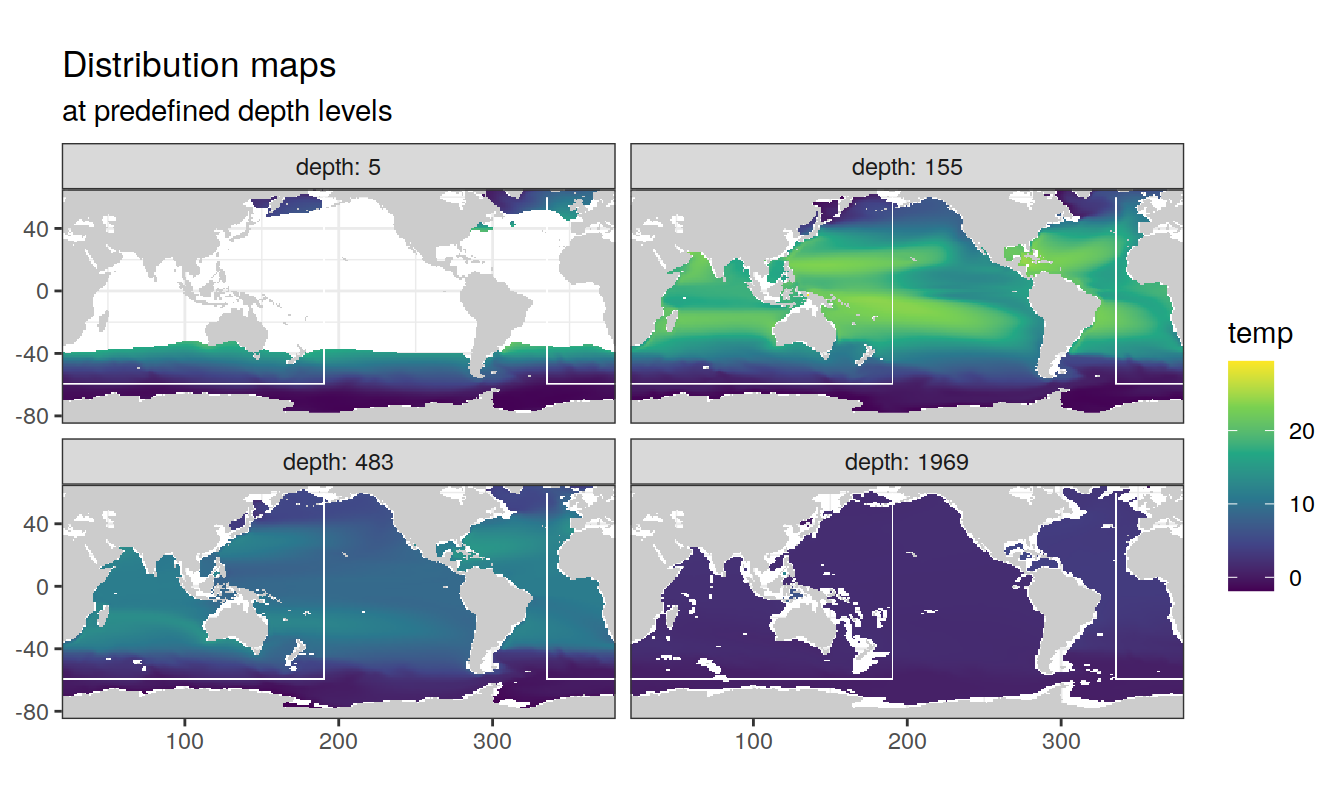 Distribution maps
at predefined depth levels
depth: 5
depth: 155
40
0
-40
-80
depth: 483
depth: 1969
40
0
-40
-80
100
200
300
100
200
300
temp
20
10
0